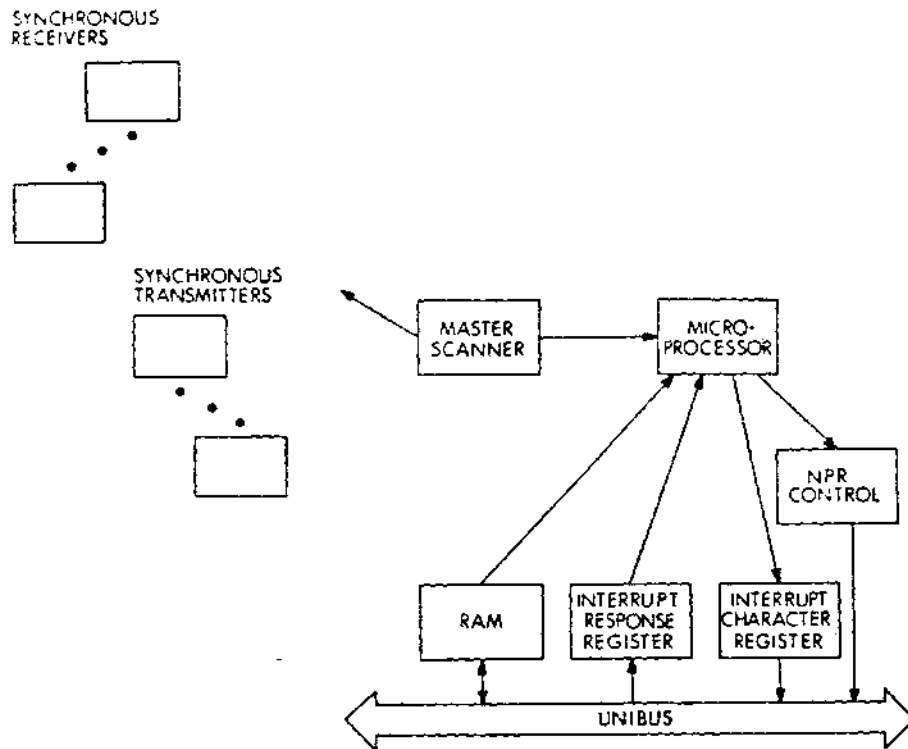 SYNCHRONOUS
RECEIVERS
SYNCHRONOUS
TRANSMITTERS
MASTER
SCANNER
MICRO-
PROCESSOR
NPR
CONTROL
RAM
INTERRUPT
RESPONSE
REGISTER
INTERRUPT
CHARACTER
REGISTER
UNIBUS